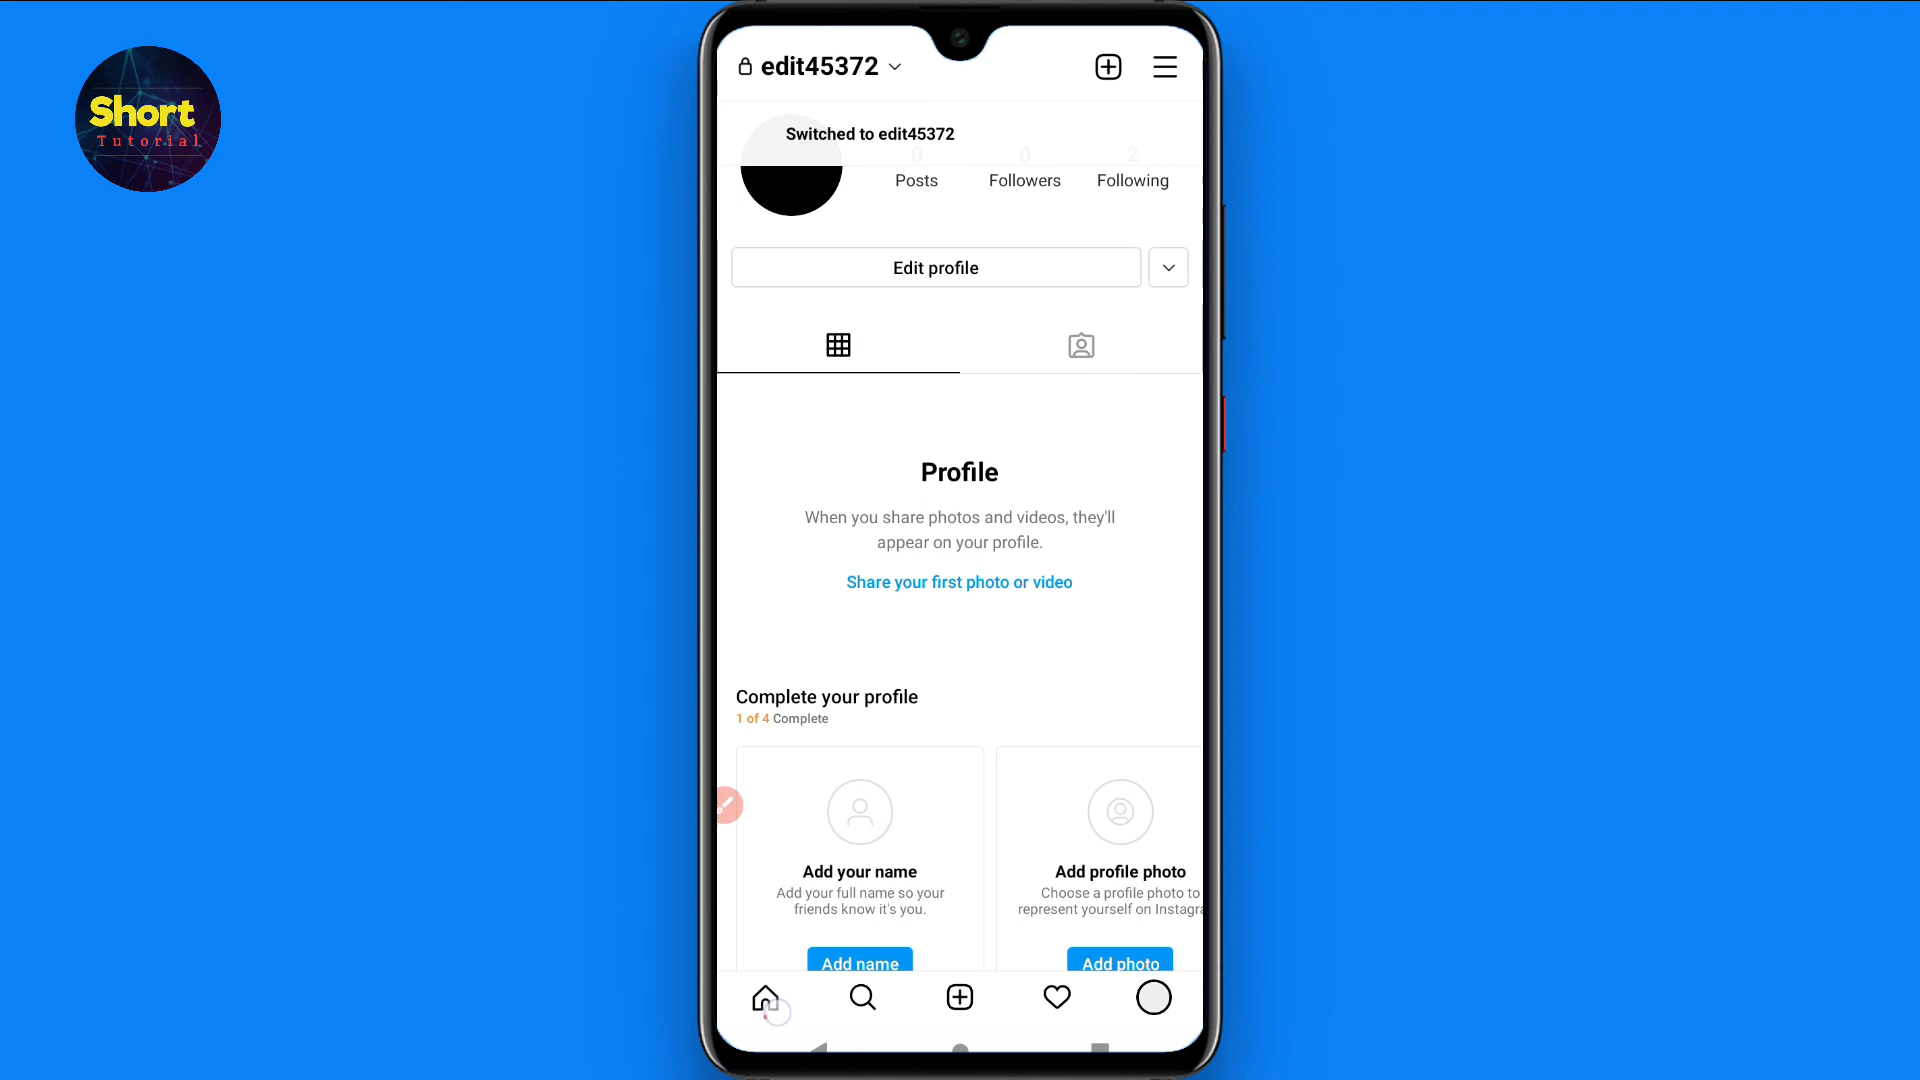 Short
Tutorial
edit45372
Switched to edit45372
0 0 2
Posts Followers Following
Edit profile
Profile
When you share photos and videos, they'll
appear on your profile.
Share your first photo or video
Complete your profile
1 of 4 Complete
Add your name
Add your full name so your
friends know it's you.
Add name
Add profile photo
Choose a profile photo to
represent yourself on Instagra
Add photo